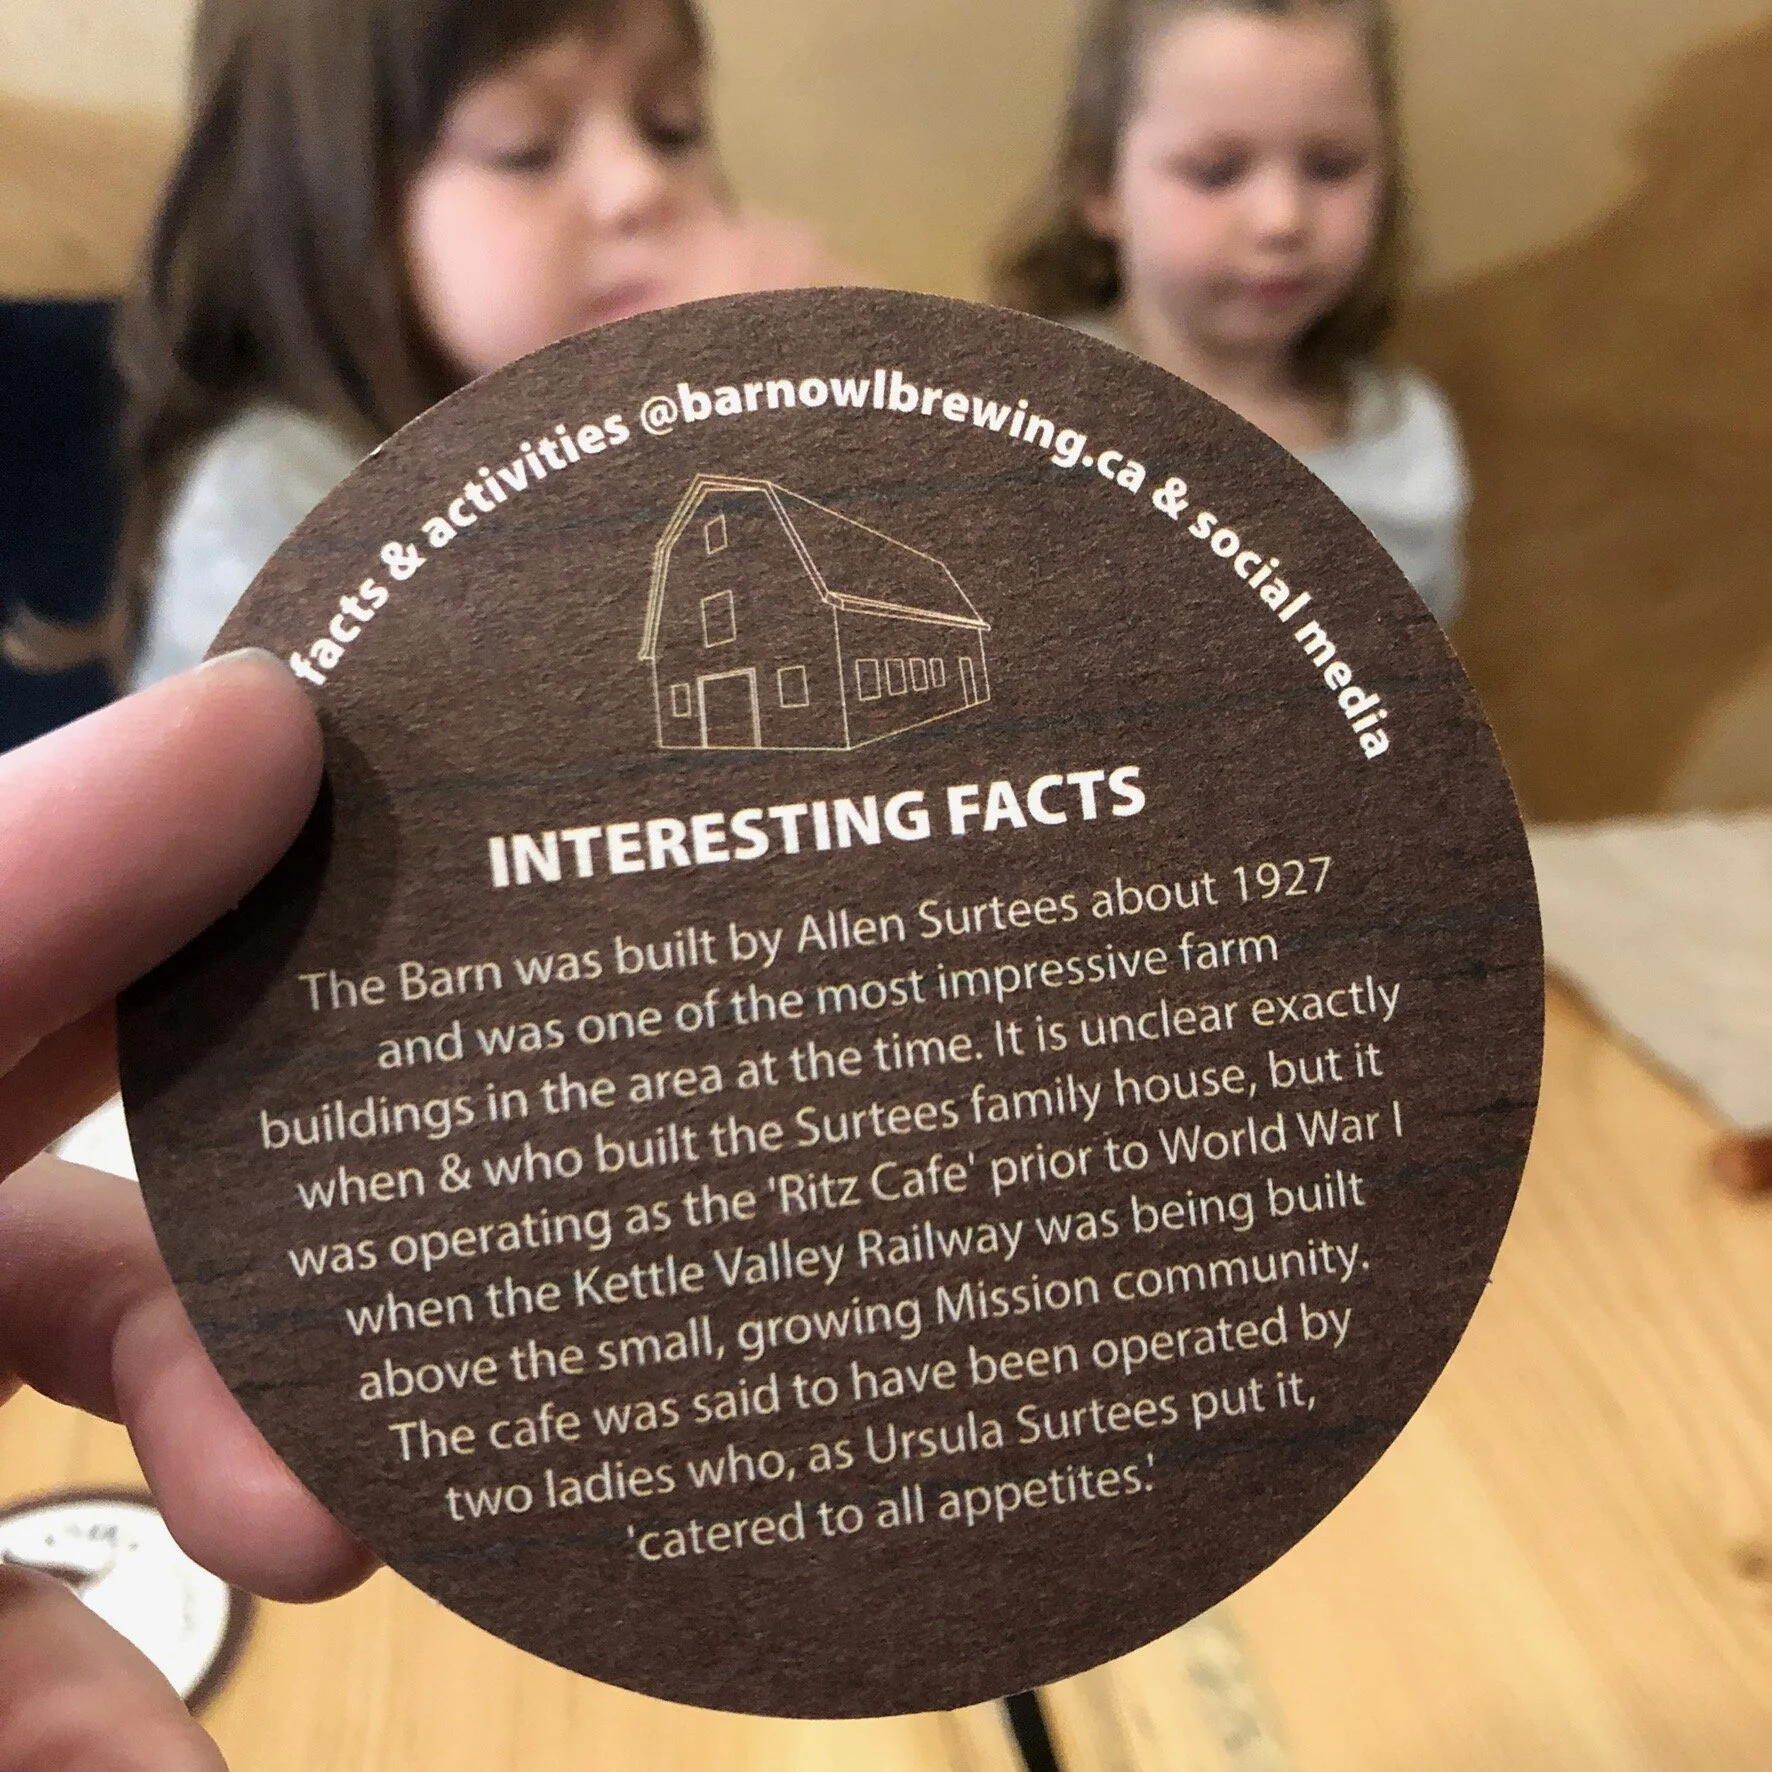 facts & activities @barnowlbrewing.ca & social media
INTERESTING FACTS
The Barn was built by Allen Surtees about 1927
and was one of the most impressive farm
buildings in the area at the time. It is unclear exactly
when & who built the Surtees family house, but it
was operating as the 'Ritz Cafe' prior to World War I
when the Kettle Valley Railway was being built
above the small, growing Mission community.
The cafe was said to have been operated by
two ladies who, as Ursula Surtees put it,
'catered to all appetites.'